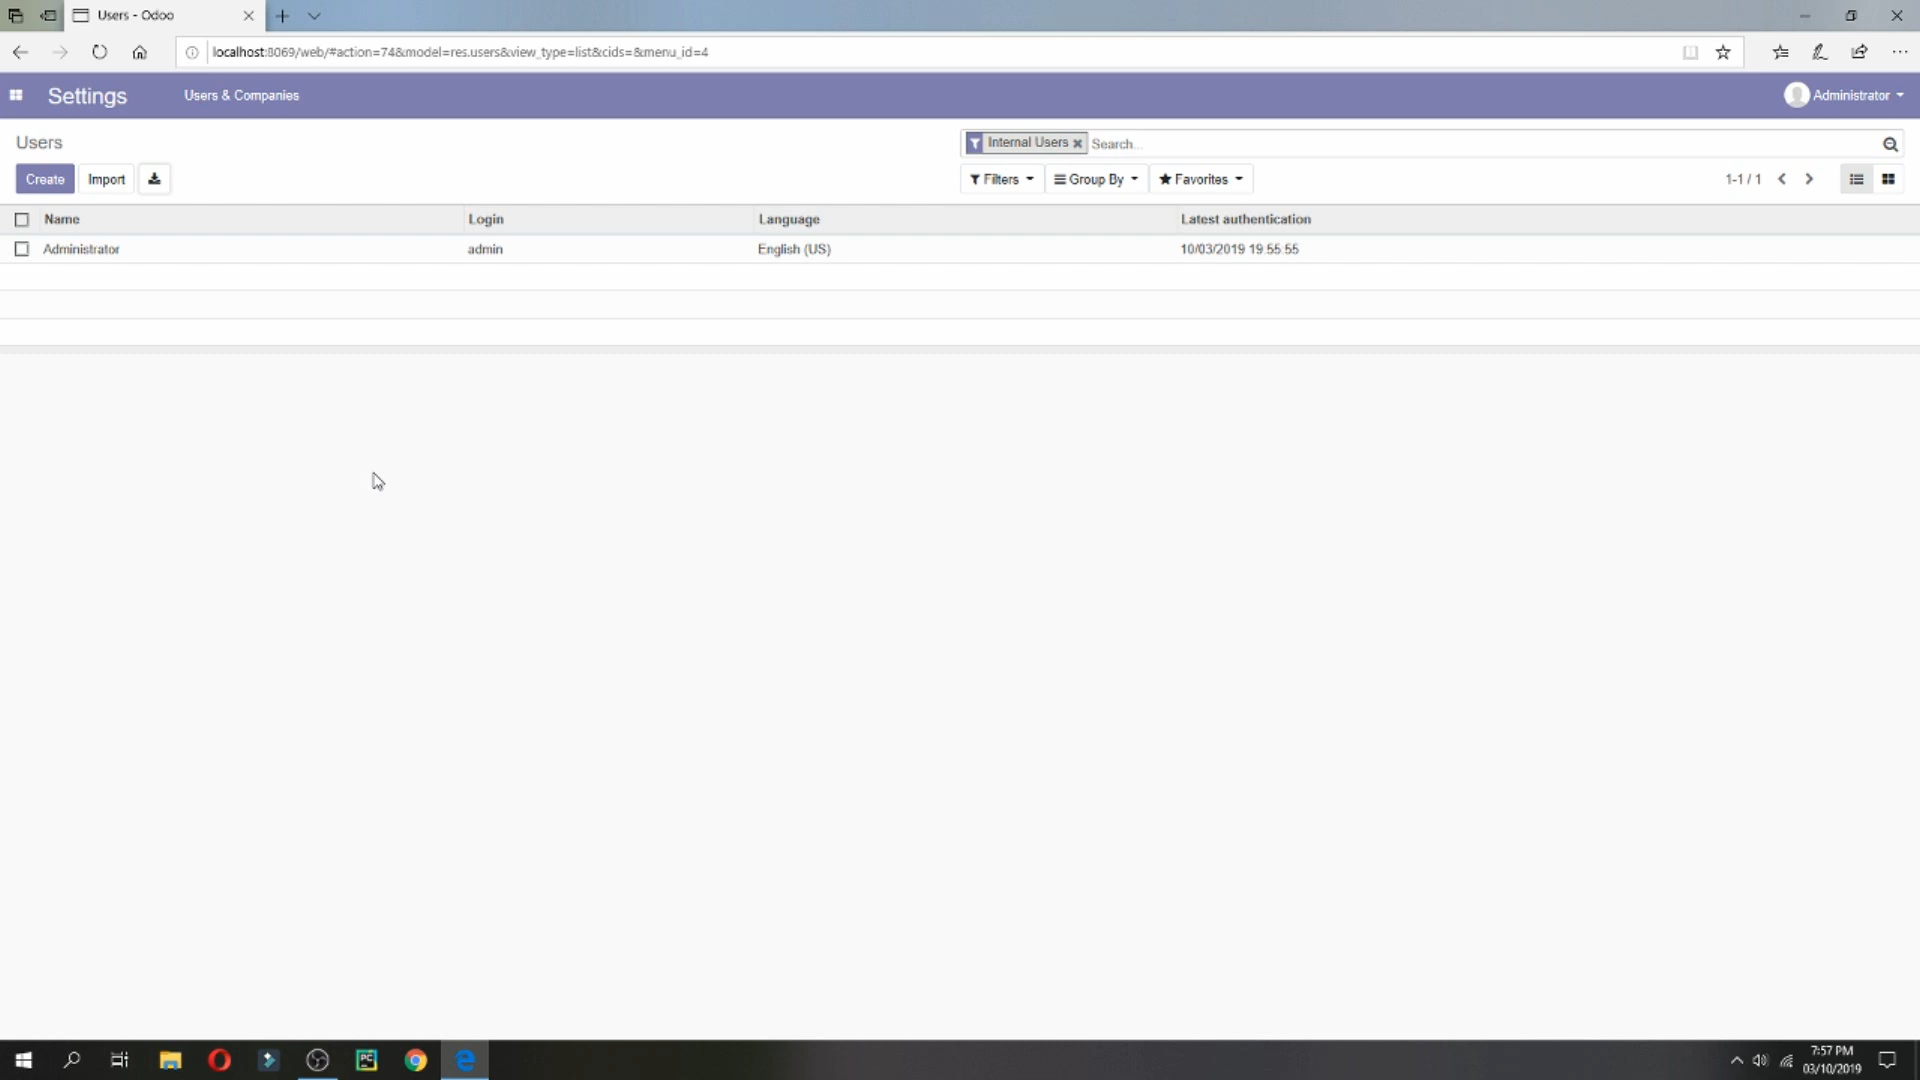 Users - Odoo
localhost:8069/web/#action=74&model=res.users&view_type=list&cids=&menu_id=4
Settings Users & Companies Administrator
Users Internal Users Search...
Create Import Filters Group By Favorites 1-1 / 1
Name Login Language Latest authentication
Administrator admin English (US) 10/03/2019 19:55:55
PC
7:57 PM
03/10/2019